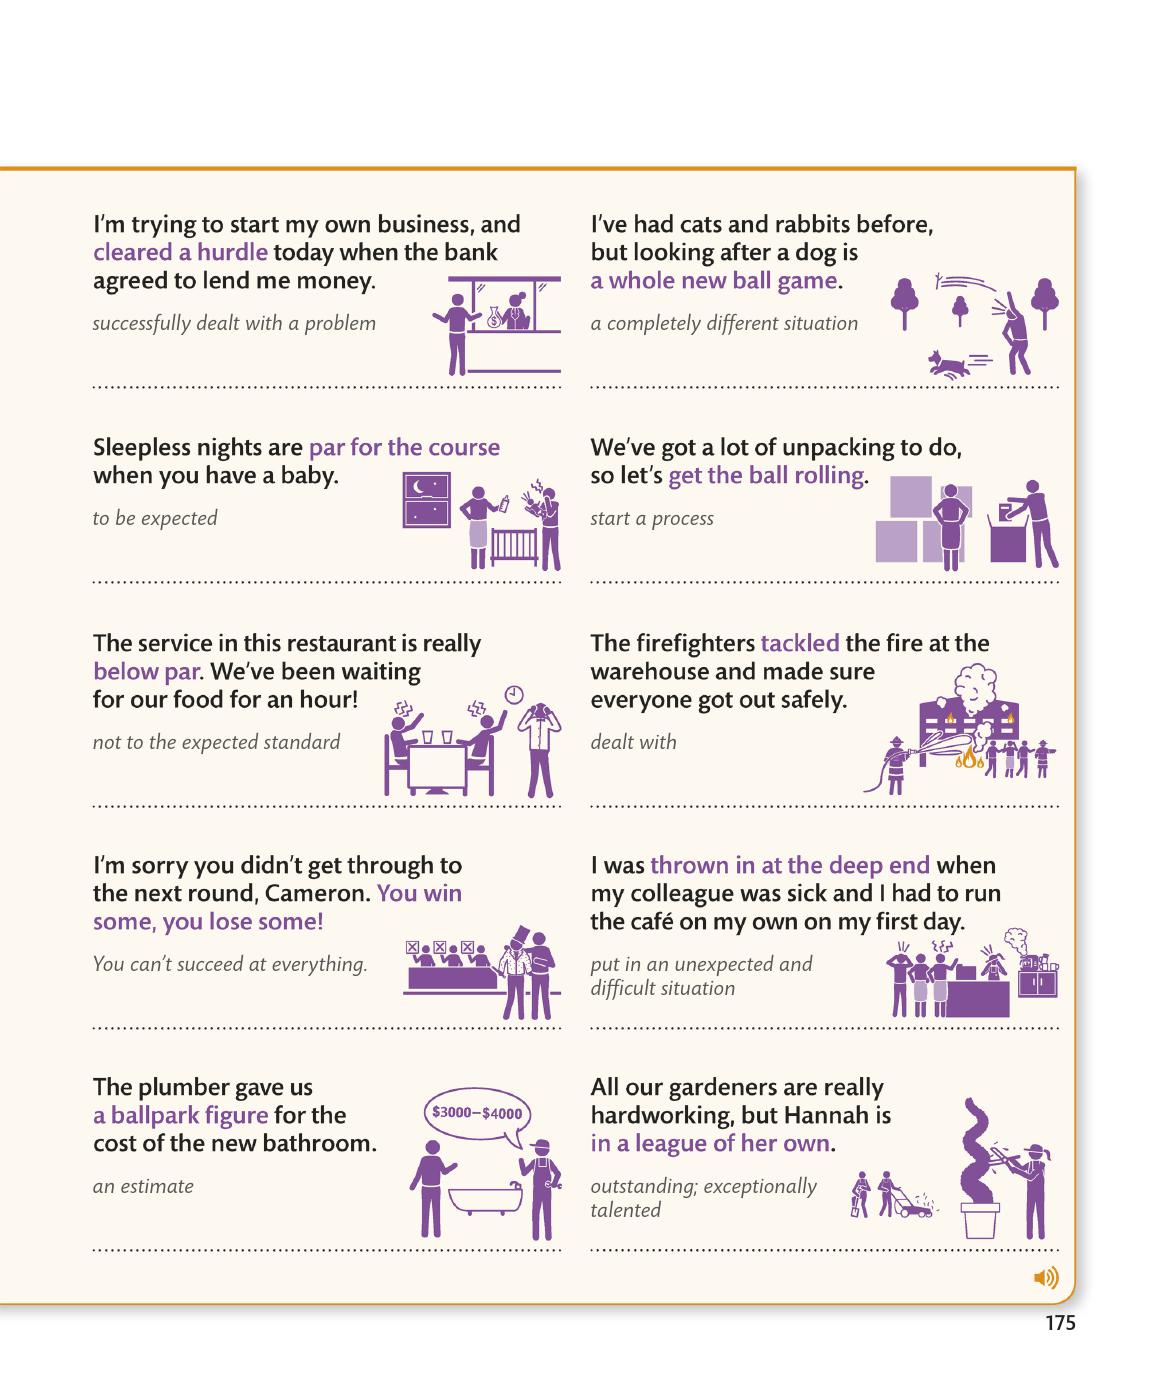 I'm trying to start my own business, and
cleared a hurdle today when the bank
agreed to lend me money.
$
successfully dealt with a problem
I've had cats and rabbits before,
but looking after a dog is
a whole new ball game.
a completely different situation
Sleepless nights are par for the course
when you have a baby.
to be expected
We've got a lot of unpacking to do,
so let's get the ball rolling.
start a process
The service in this restaurant is really
below par. We've been waiting
for our food for an hour!
not to the expected standard
The firefighters tackled the fire at the
warehouse and made sure
everyone got out safely.
dealt with
I'm sorry you didn't get through to
the next round, Cameron. You win
some, you lose some!
You can't succeed at everything.
I was thrown in at the deep end when
my colleague was sick and I had to run
the café on my own on my first day.
put in an unexpected and
difficult situation
The plumber gave us
a ballpark figure for the
cost of the new bathroom.
$3000–$4000
an estimate
All our gardeners are really
hardworking, but Hannah is
in a league of her own.
outstanding; exceptionally
talented
175